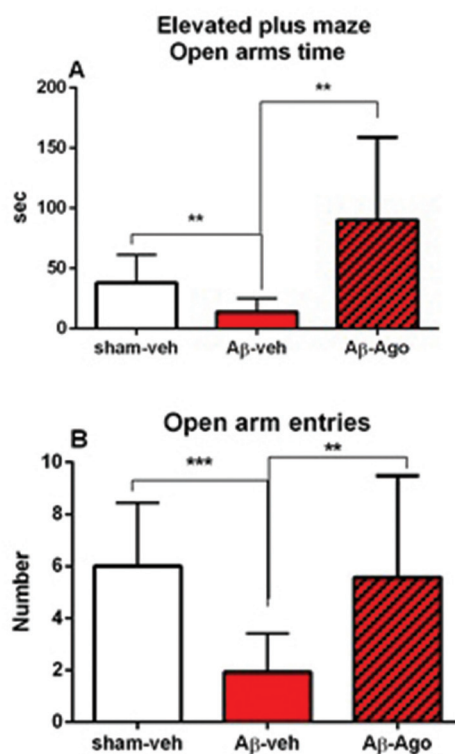 Elevated plus maze
Open arms time
A
200
**
150
sec
100
**
50
0
sham-veh Aβ-veh Aβ-Ago
B
Open arm entries
10
*** **
8
Number
6
4
2
0
sham-veh Aβ-veh Aβ-Ago